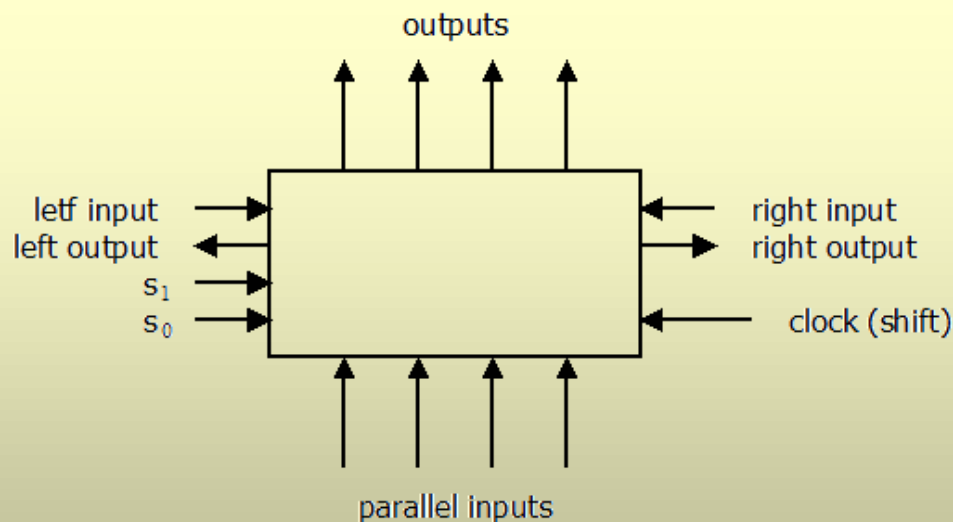 outputs
letf input
right input
left output
right output
s₁
s₀
clock (shift)
parallel inputs